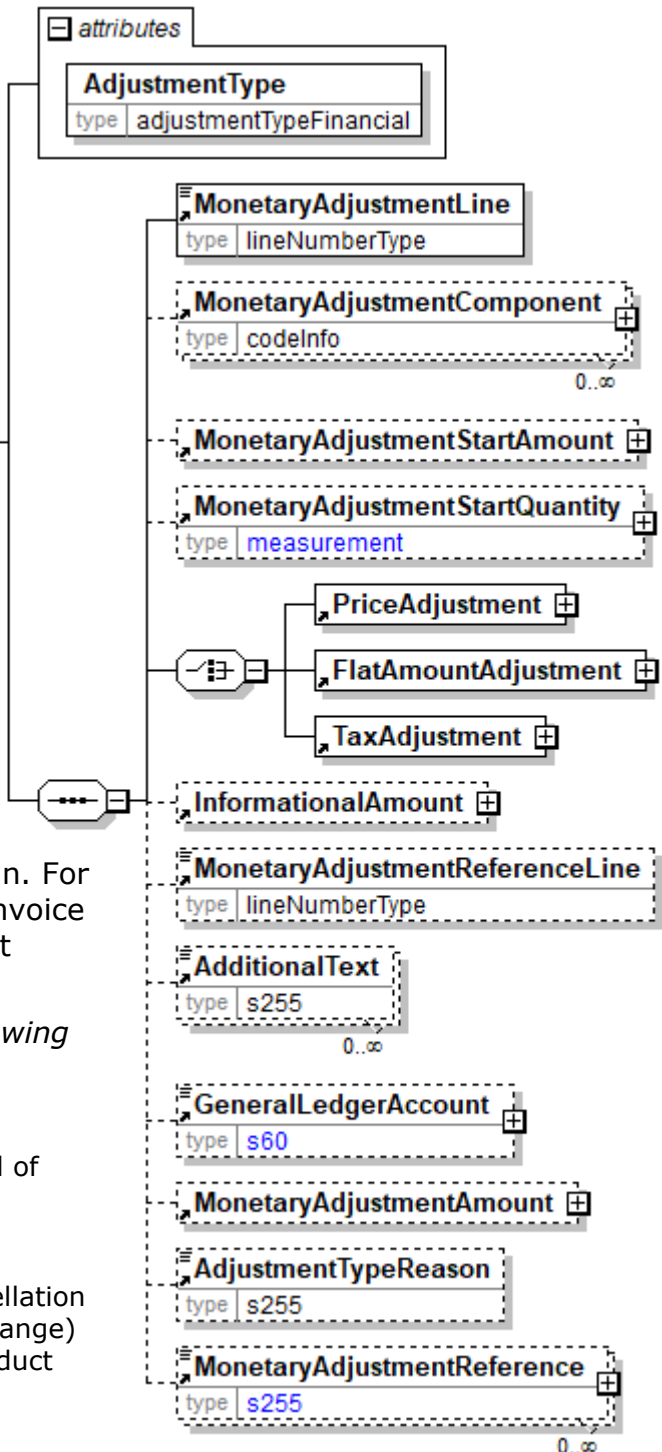 attributes
AdjustmentType
type adjustmentTypeFinancial
MonetaryAdjustmentLine
type lineNumberType
MonetaryAdjustmentComponent
type codeInfo
0..∞
MonetaryAdjustmentStartAmount
MonetaryAdjustmentStartQuantity
type measurement
PriceAdjustment
FlatAmountAdjustment
TaxAdjustment
InformationalAmount
n. For
MonetaryAdjustmentReferenceLine
type lineNumberType
nvoice
t
AdditionalText
type s255
0..∞
wing
GeneralLedgerAccount
type s60
l of
MonetaryAdjustmentAmount
AdjustmentTypeReason
type s255
ellation
ange)
duct
MonetaryAdjustmentReference
type s255
0..∞